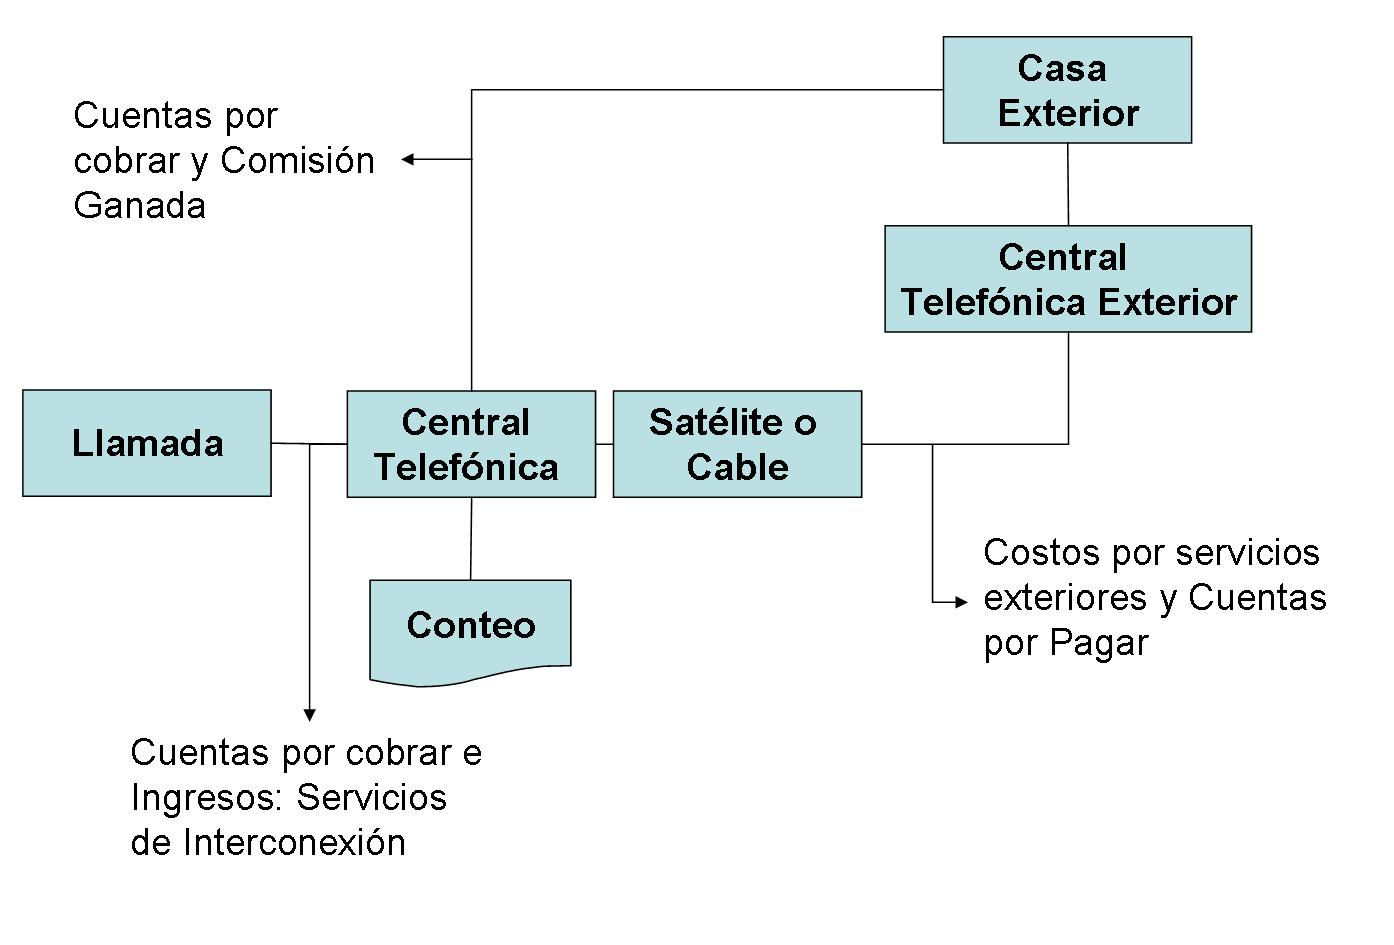 Casa
Exterior
Cuentas por
cobrar y Comisión
Ganada
Central
Telefónica Exterior
Llamada
Central
Telefónica
Satélite o
Cable
Conteo
Costos por servicios
exteriores y Cuentas
por Pagar
Cuentas por cobrar e
Ingresos: Servicios
de Interconexión